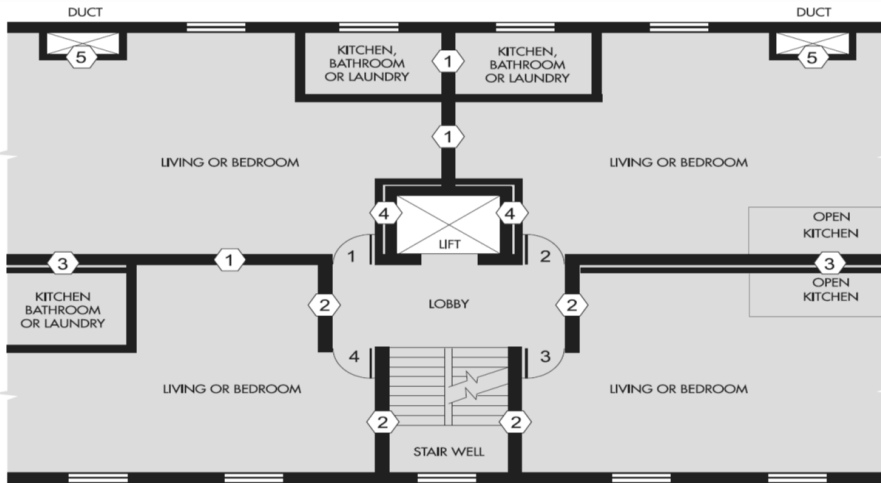 DUCT
DUCT
5
KITCHEN,
BATHROOM
OR LAUNDRY
1
KITCHEN,
BATHROOM
OR LAUNDRY
5
1
LIVING OR BEDROOM
LIVING OR BEDROOM
4
4
OPEN
KITCHEN
LIFT
1
2
3
1
3
KITCHEN
BATHROOM
OR LAUNDRY
2
LOBBY
2
OPEN
KITCHEN
4
3
LIVING OR BEDROOM
LIVING OR BEDROOM
2
2
STAIR WELL